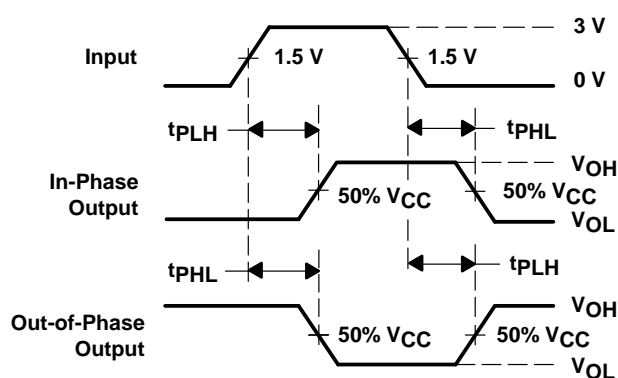 3 V
Input
1.5 V
1.5 V
0 V
tPLH
tPHL
VOH
In-Phase
Output
50% VCC
50% VCC
VOL
tPHL
tPLH
VOH
Out-of-Phase
Output
50% VCC
50% VCC
VOL